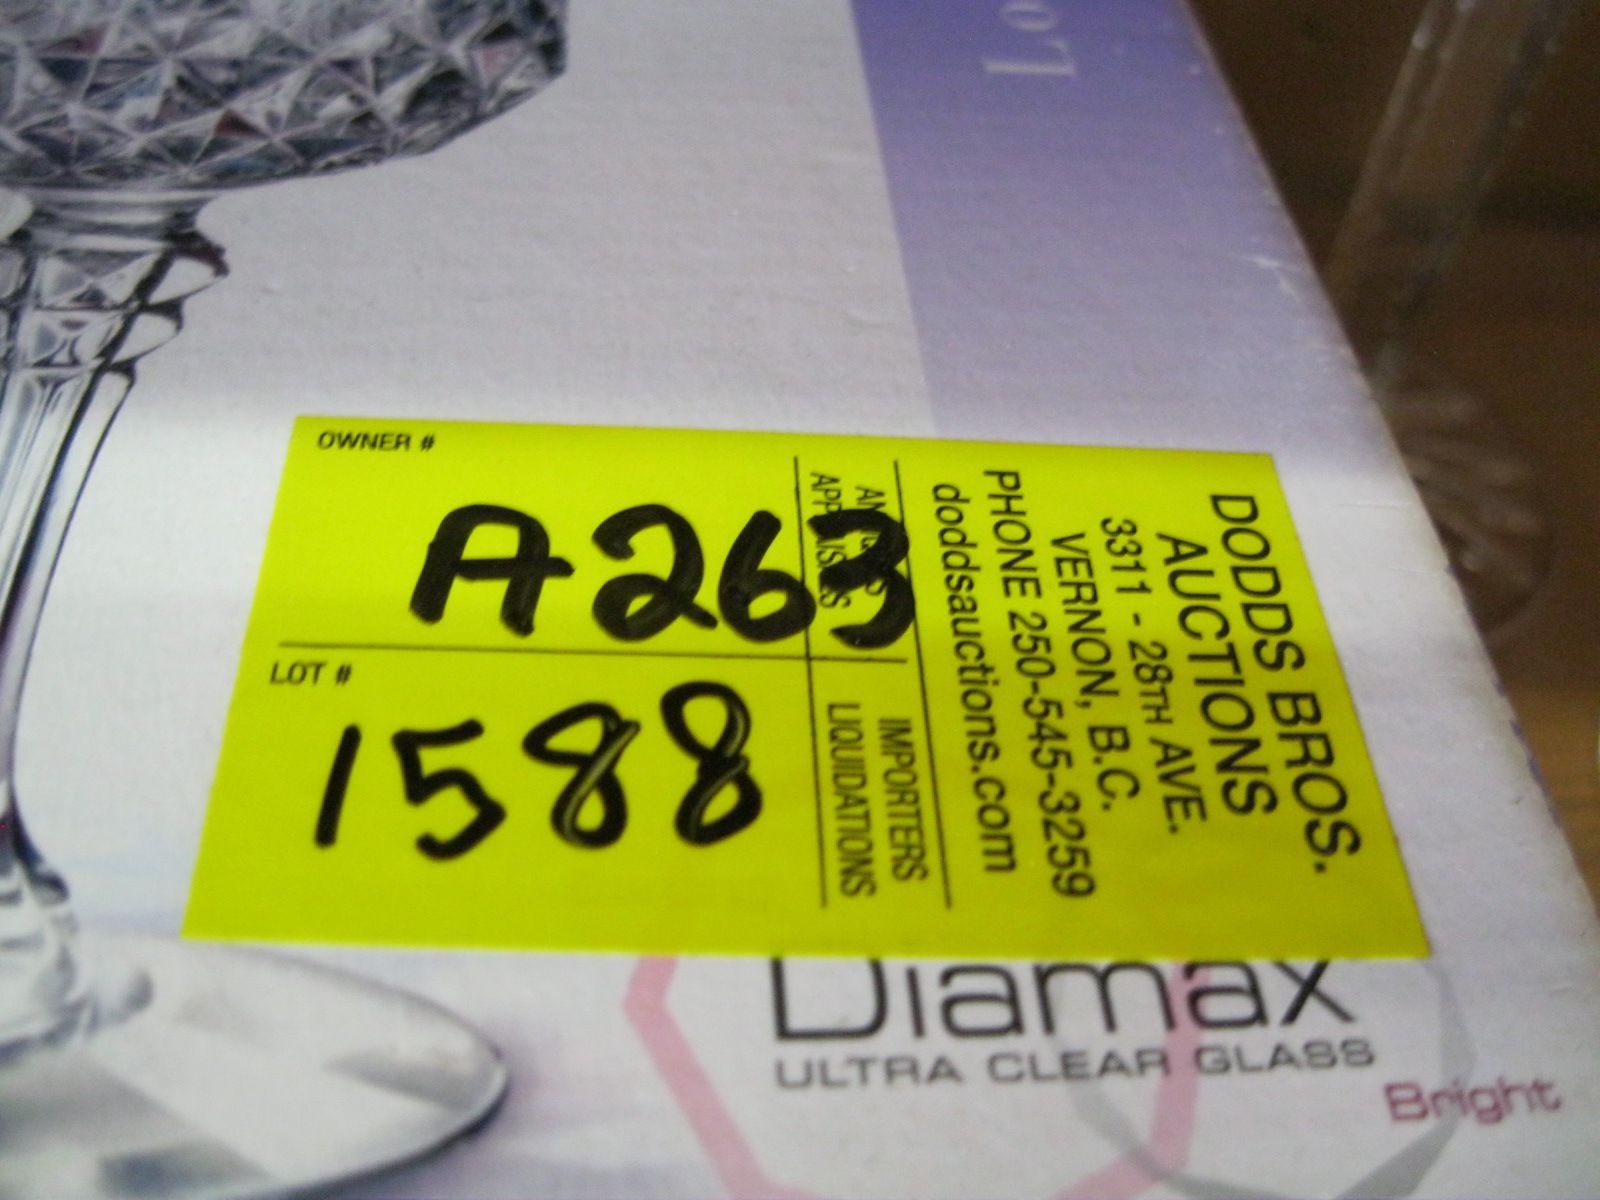 Lo
OWNER #
A263
LOT #
1588
IMPORTERS
LIQUIDATIONS
DODDS BROS.
AUCTIONS
3311 - 28TH AVE.
VERNON, B.C.
PHONE 250-545-3259
doddsauctions.com
Diamax
ULTRA CLEAR GLASS
Bright